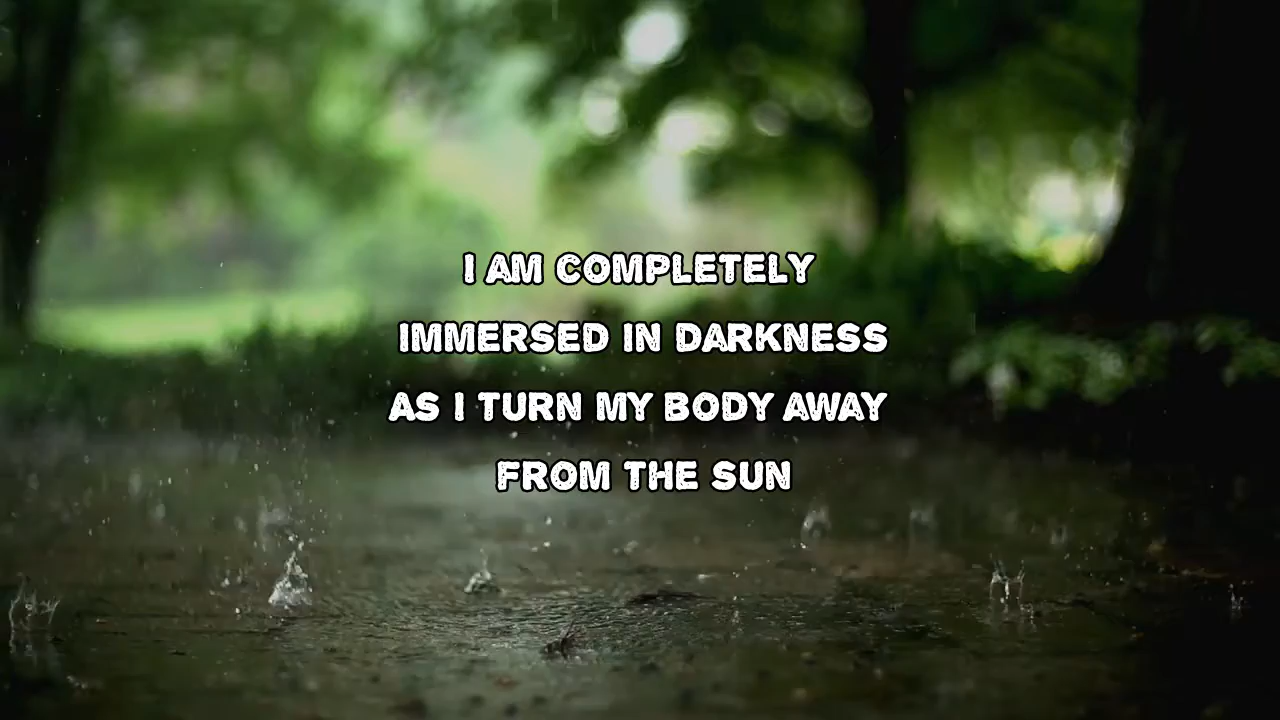 I AM COMPLETELY
IMMERSED IN DARKNESS
AS I TURN MY BODY AWAY
FROM THE SUN